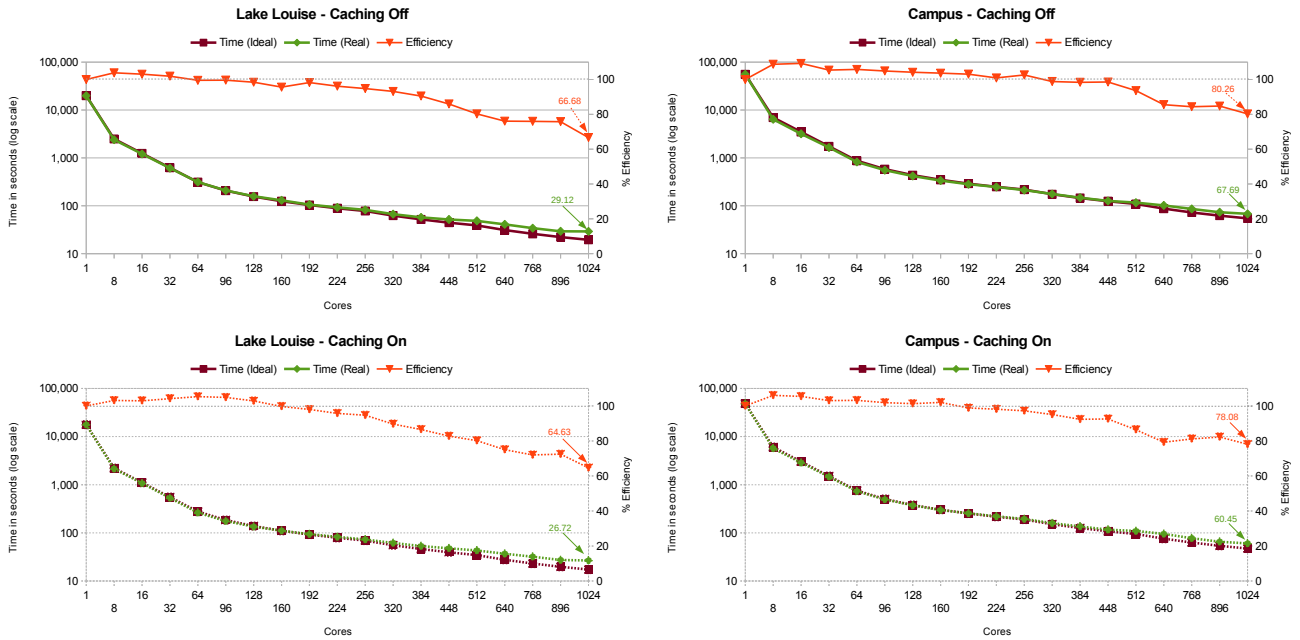 Lake Louise - Caching Off
Time (Ideal) Time (Real) Efficiency
100,000
10,000
1,000
100
10
Time in seconds (log scale)
100
80
60
40
20
0
% Efficiency
66.68
29.12
1 16 64 128 192 256 384 512 768 1024
8 32 96 160 224 320 448 640 896
Cores
Campus - Caching Off
Time (Ideal) Time (Real) Efficiency
100,000
10,000
1,000
100
10
Time in seconds (log scale)
100
80
60
40
20
0
% Efficiency
80.26
67.69
1 16 64 128 192 256 384 512 768 1024
8 32 96 160 224 320 448 640 896
Cores
Lake Louise - Caching On
Time (Ideal) Time (Real) Efficiency
100,000
10,000
1,000
100
10
Time in seconds (log scale)
100
80
60
40
20
0
% Efficiency
64.63
26.72
1 16 64 128 192 256 384 512 768 1024
8 32 96 160 224 320 448 640 896
Cores
Campus - Caching On
Time (Ideal) Time (Real) Efficiency
100,000
10,000
1,000
100
10
Time in seconds (log scale)
100
80
60
40
20
0
% Efficiency
78.08
60.45
1 16 64 128 192 256 384 512 768 1024
8 32 96 160 224 320 448 640 896
Cores